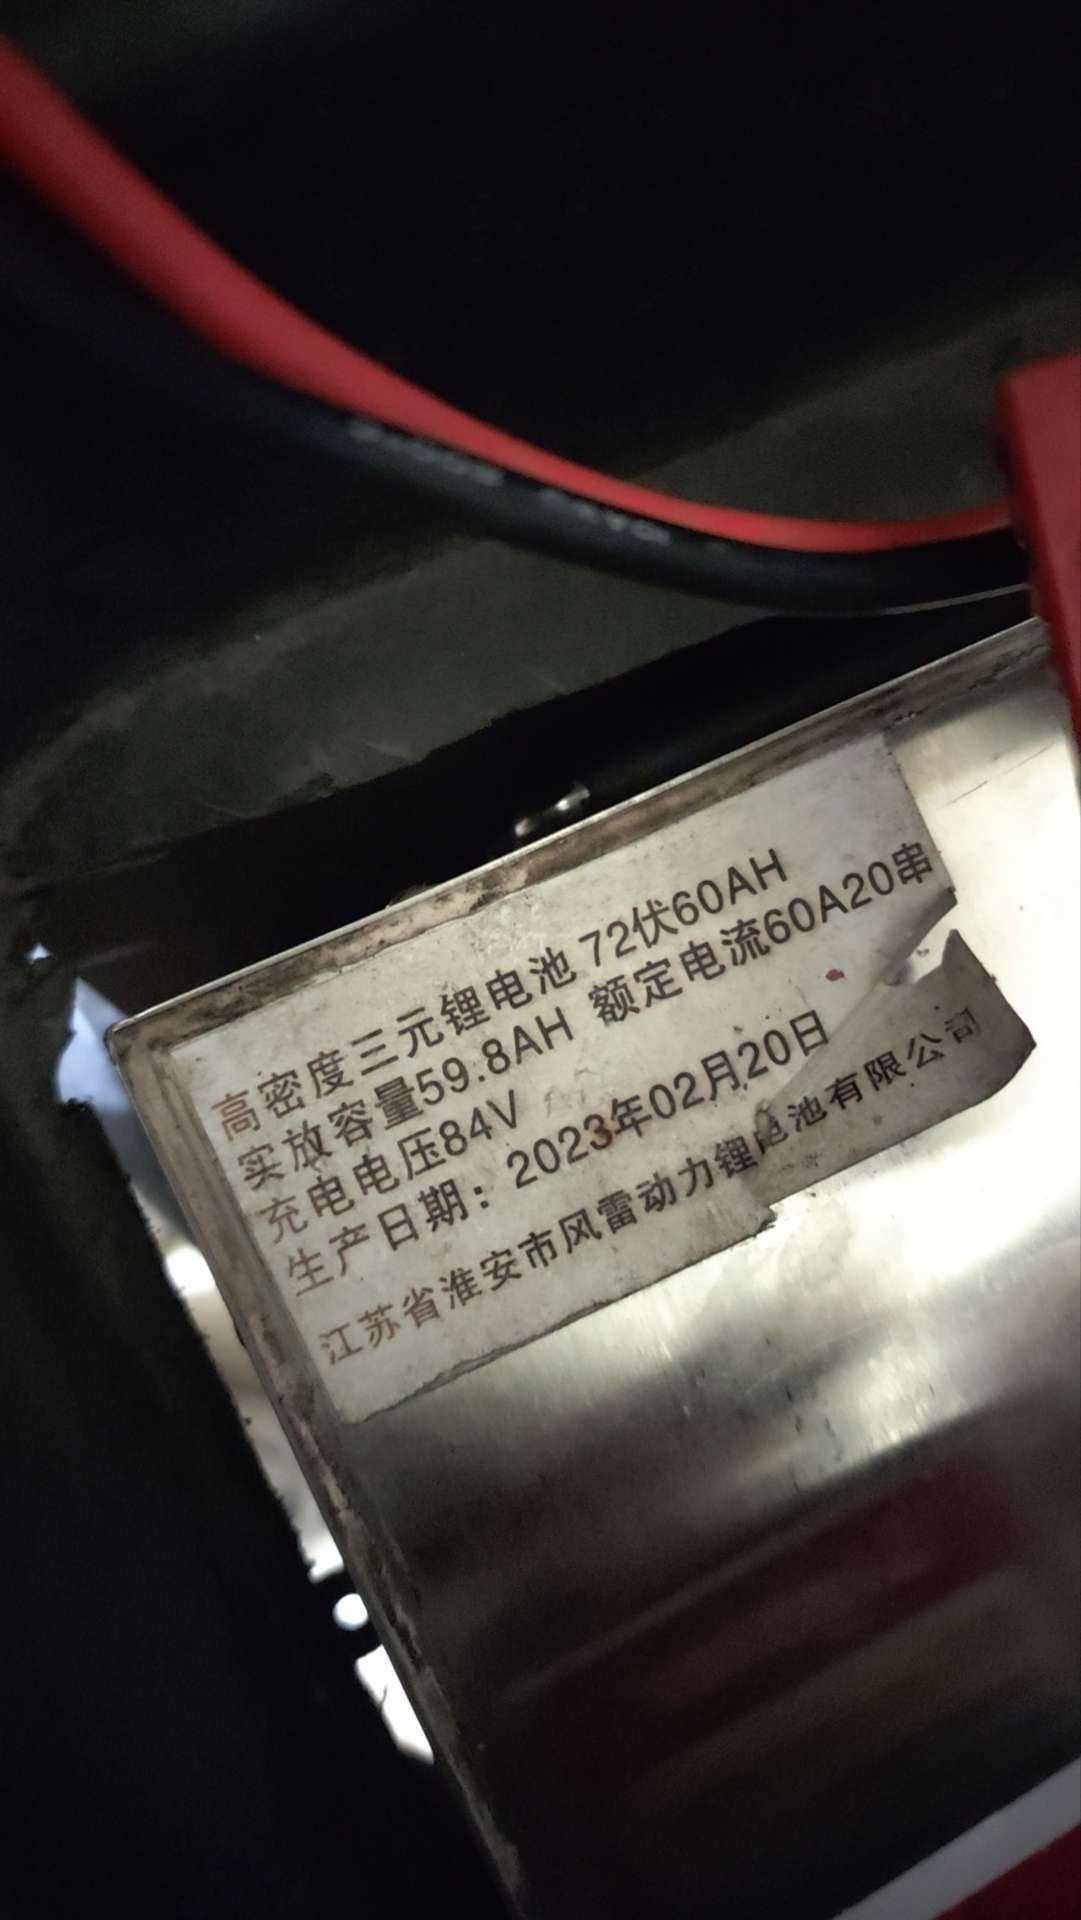 高密度三元锂电池 72伏60AH
实放容量59.8AH 额定电流60A20串
充电电压84V
生产日期：2023年02月20日
江苏省淮安市风雷动力锂电池有限公司